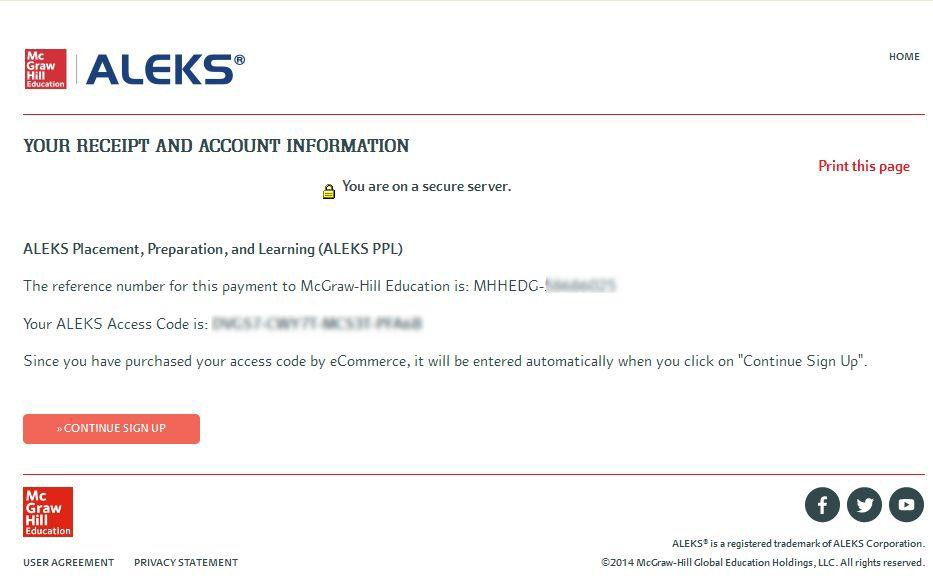 Mc
Graw
Hill
Education
ALEKS®
HOME
YOUR RECEIPT AND ACCOUNT INFORMATION
Print this page
You are on a secure server.
ALEKS Placement, Preparation, and Learning (ALEKS PPL)
The reference number for this payment to McGraw-Hill Education is: MHHEDG-
Your ALEKS Access Code is:
Since you have purchased your access code by eCommerce, it will be entered automatically when you click on "Continue Sign Up".
» CONTINUE SIGN UP
Mc
Graw
Hill
Education
ALEKS® is a registered trademark of ALEKS Corporation.
USER AGREEMENT PRIVACY STATEMENT ©2014 McGraw-Hill Global Education Holdings, LLC. All rights reserved.